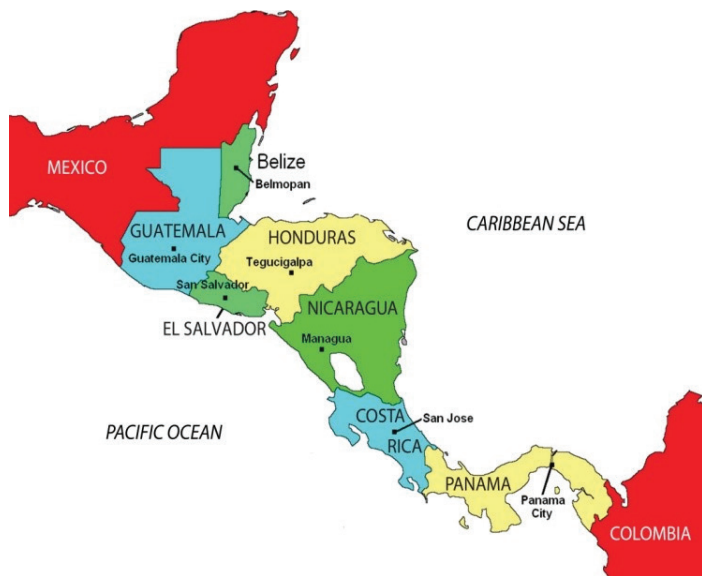 MEXICO
Belize
Belmopan
GUATEMALA
Guatemala City
HONDURAS
Tegucigalpa
CARIBBEAN SEA
San Salvador
EL SALVADOR
NICARAGUA
Managua
PACIFIC OCEAN
COSTA
RICA
San Jose
PANAMA
Panama
City
COLOMBIA